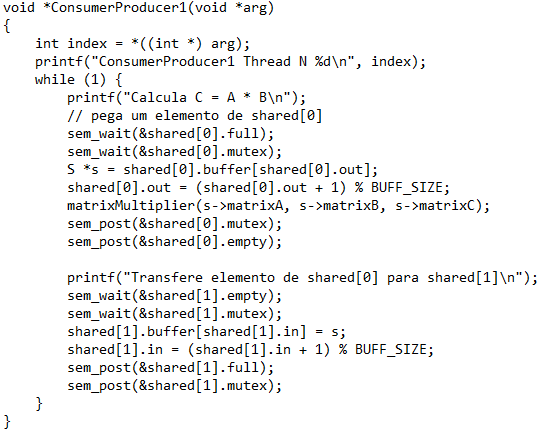 void *ConsumerProducer1(void *arg)
{
    int index = *((int *) arg);
    printf("ConsumerProducer1 Thread N %d\n", index);
    while (1) {
        printf("Calcula C = A * B\n");
        // pega um elemento de shared[0]
        sem_wait(&shared[0].full);
        sem_wait(&shared[0].mutex);
        S *s = shared[0].buffer[shared[0].out];
        shared[0].out = (shared[0].out + 1) % BUFF_SIZE;
        matrixMultiplier(s->matrixA, s->matrixB, s->matrixC);
        sem_post(&shared[0].mutex);
        sem_post(&shared[0].empty);

        printf("Transfere elemento de shared[0] para shared[1]\n");
        sem_wait(&shared[1].empty);
        sem_wait(&shared[1].mutex);
        shared[1].buffer[shared[1].in] = s;
        shared[1].in = (shared[1].in + 1) % BUFF_SIZE;
        sem_post(&shared[1].full);
        sem_post(&shared[1].mutex);
    }
}